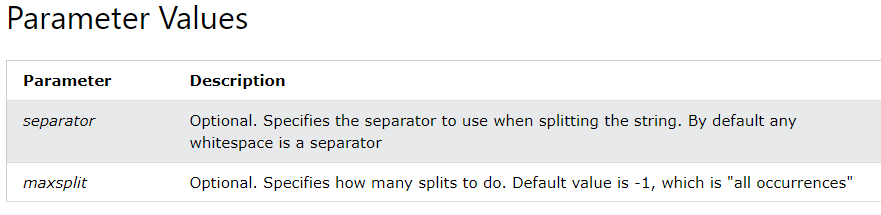 Parameter Values
Parameter Description
separator Optional. Specifies the separator to use when splitting the string. By default any
whitespace is a separator
maxsplit Optional. Specifies how many splits to do. Default value is -1, which is "all occurrences"